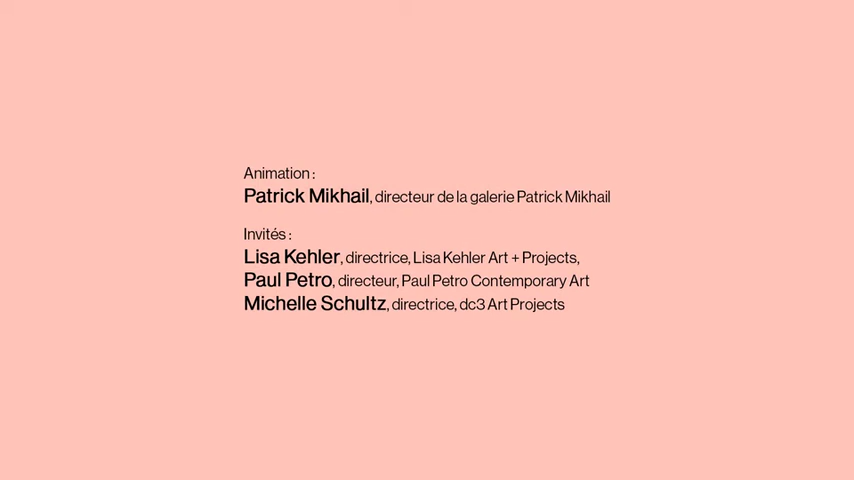 Animation :
Patrick Mikhail, directeur de la galerie Patrick Mikhail
Invités :
Lisa Kehler, directrice, Lisa Kehler Art + Projects,
Paul Petro, directeur, Paul Petro Contemporary Art
Michelle Schultz, directrice, dc3 Art Projects